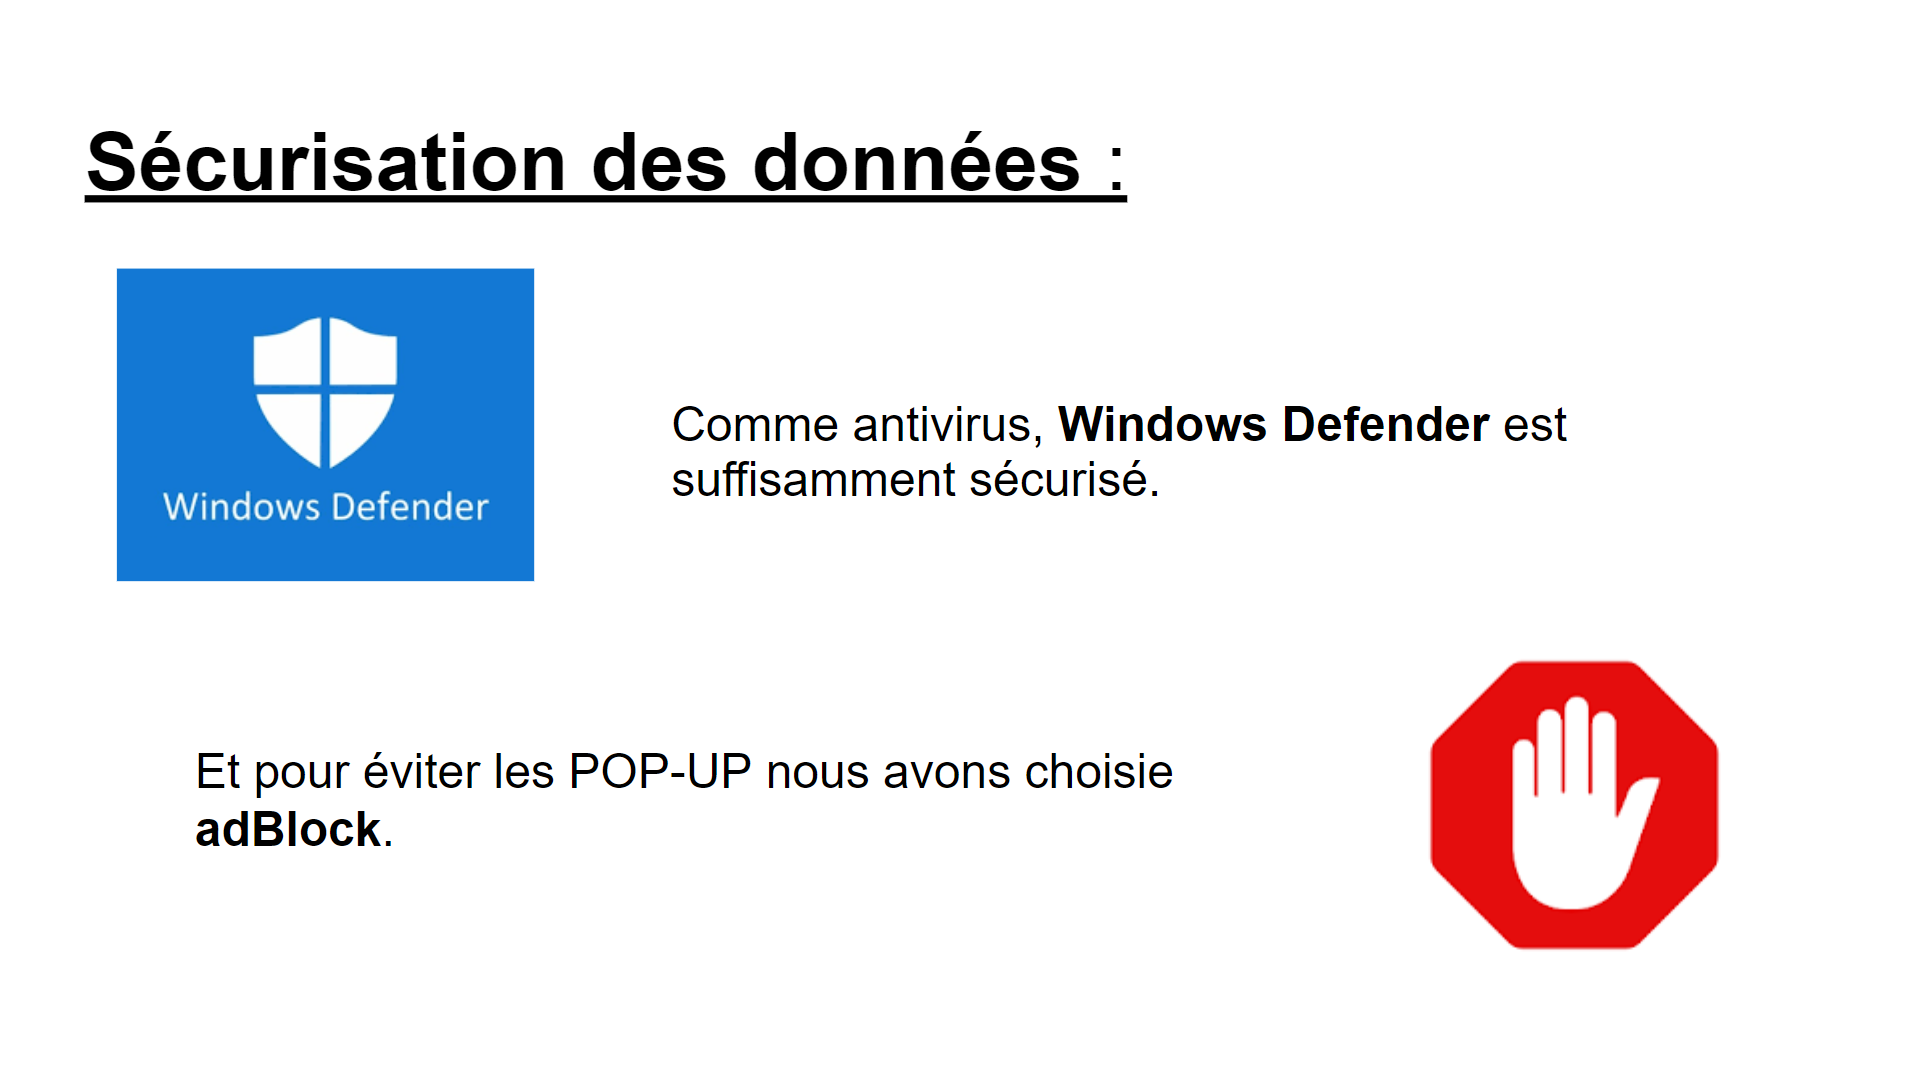 Sécurisation des données :
Windows Defender
Comme antivirus, Windows Defender est
suffisamment sécurisé.
Et pour éviter les POP-UP nous avons choisie
adBlock.